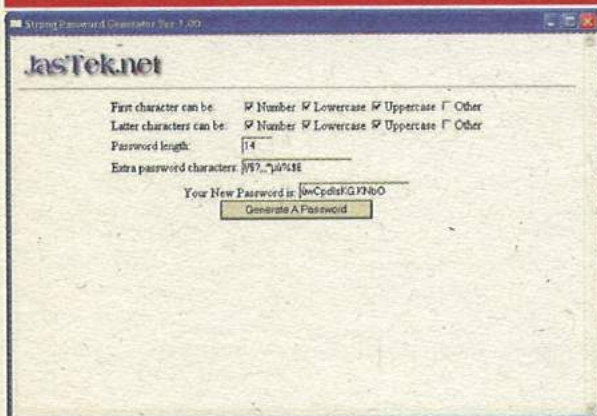 Strong Password Generator Ver 1.00
JasTek.net
First character can be: Number Lowercase Uppercase Other
Latter characters can be: Number Lowercase Uppercase Other
Password length: 14
Extra password characters:
Your New Password is:
Generate A Password